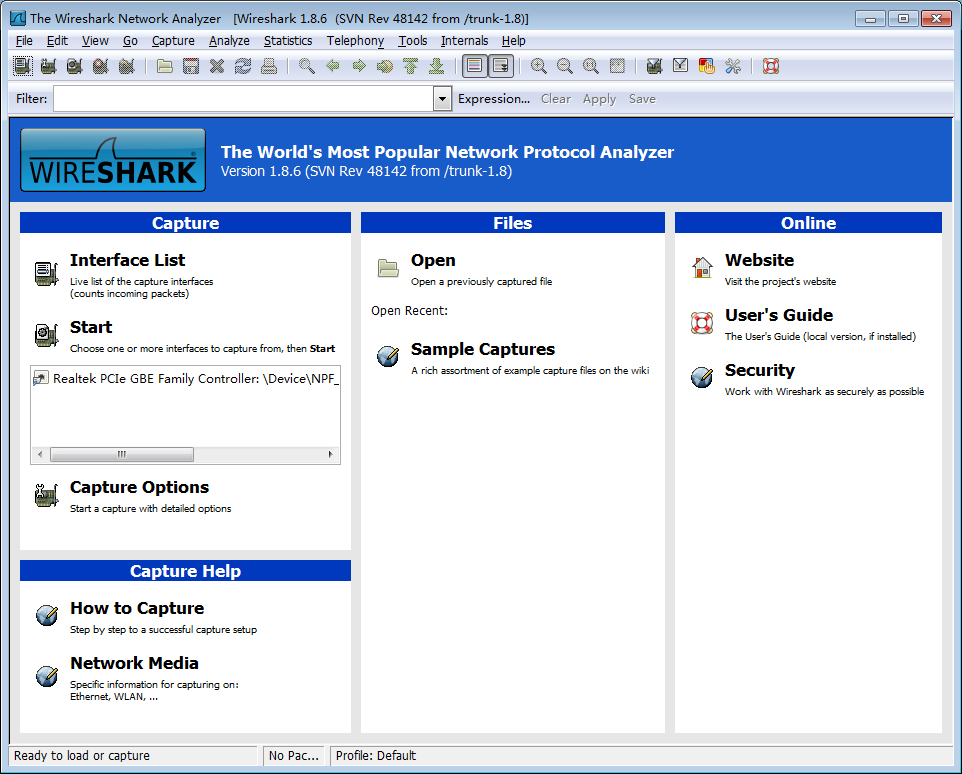 The Wireshark Network Analyzer [Wireshark 1.8.6 (SVN Rev 48142 from /trunk-1.8)]
File Edit View Go Capture Analyze Statistics Telephony Tools Internals Help
Filter: Expression... Clear Apply Save
WIRESHARK
The World's Most Popular Network Protocol Analyzer
Version 1.8.6 (SVN Rev 48142 from /trunk-1.8)
Capture
Interface List
Live list of the capture interfaces
(counts incoming packets)
Start
Choose one or more interfaces to capture from, then Start
Realtek PCIe GBE Family Controller: \Device\NPF_
Capture Options
Start a capture with detailed options
Capture Help
How to Capture
Step by step to a successful capture setup
Network Media
Specific information for capturing on:
Ethernet, WLAN, ...
Files
Open
Open a previously captured file
Open Recent:
Sample Captures
A rich assortment of example capture files on the wiki
Online
Website
Visit the project's website
User's Guide
The User's Guide (local version, if installed)
Security
Work with Wireshark as securely as possible
Ready to load or capture No Pac... Profile: Default